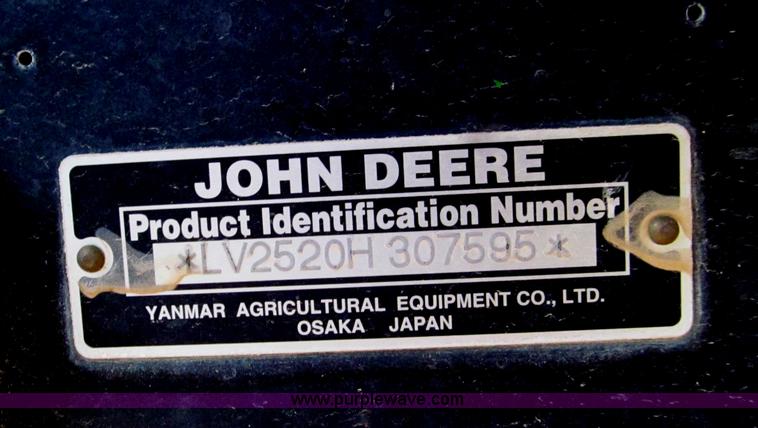 JOHN DEERE
Product Identification Number
*LV2520H 307595*
YANMAR AGRICULTURAL EQUIPMENT CO., LTD.
OSAKA JAPAN
www.purplewave.com